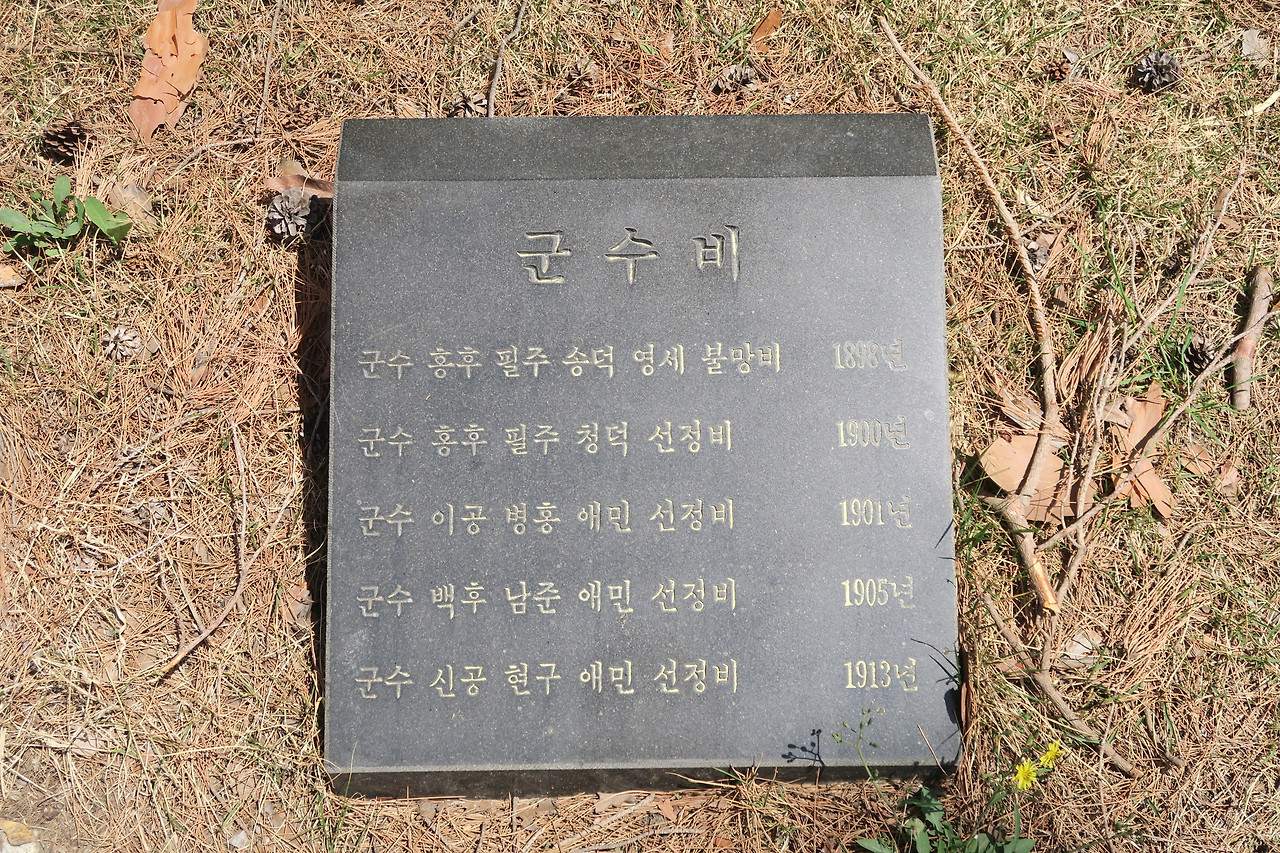 군수비
군수 홍후 필주 송덕 영세 불망비 1898년
군수 홍후 필주 청덕 선정비 1900년
군수 이공 병흥 애민 선정비 1901년
군수 백후 남준 애민 선정비 1905년
군수 신공 현구 애민 선정비 1913년